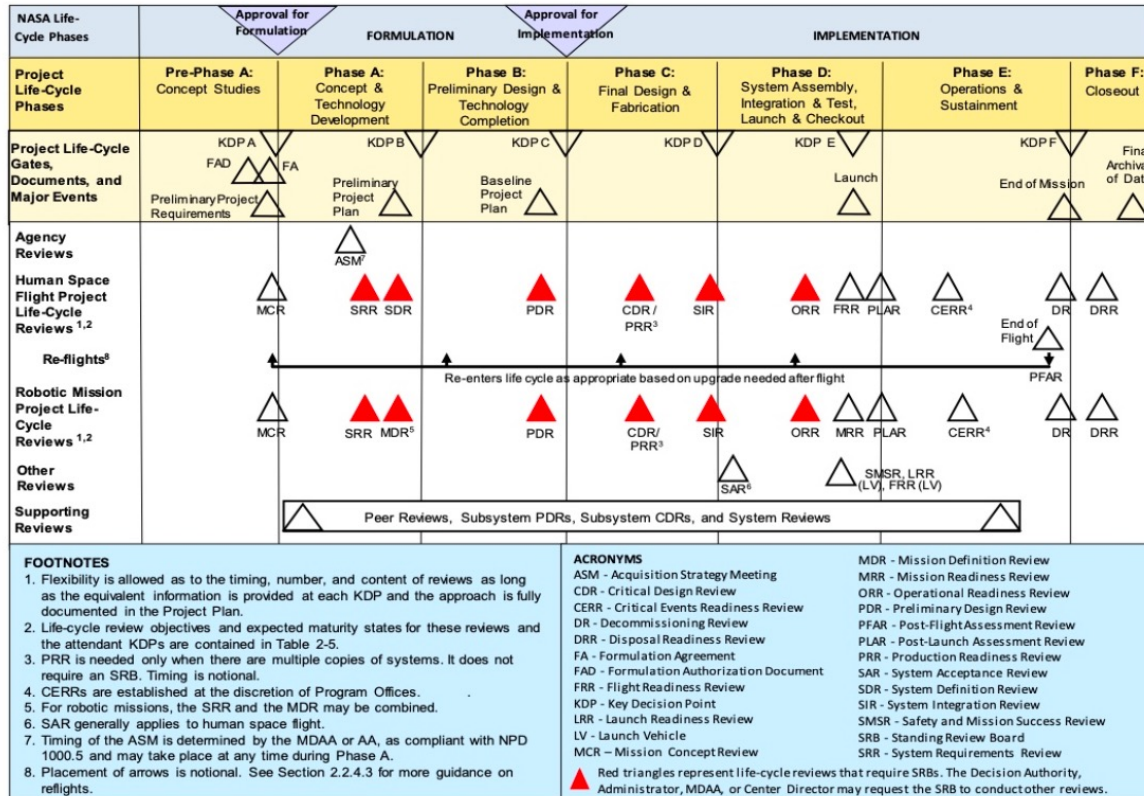 NASA Life-
Cycle Phases
Approval for
Formulation
FORMULATION
Approval for
Implementation
IMPLEMENTATION
Project
Life-Cycle
Phases
Pre-Phase A:
Concept Studies
Phase A:
Concept &
Technology
Development
Phase B:
Preliminary Design &
Technology
Completion
Phase C:
Final Design &
Fabrication
Phase D:
System Assembly,
Integration & Test,
Launch & Checkout
Phase E:
Operations &
Sustainment
Phase F:
Closeout
Project Life-Cycle
Gates,
Documents, and
Major Events
KDP A
KDP B
KDP C
KDP D
KDP E
KDP F
FAD
FA
Preliminary Project
Requirements
Preliminary
Project
Plan
Baseline
Project
Plan
Launch
End of Mission
Final
Archival
of Data
Agency
Reviews
ASM7
Human Space
Flight Project
Life-Cycle
Reviews 1,2
MCR
SRR
SDR
PDR
CDR /
PRR3
SIR
ORR
FRR
PLAR
CERR4
DR
DRR
End of
Flight
Re-flights8
Re-enters life cycle as appropriate based on upgrade needed after flight
PFAR
Robotic Mission
Project Life-
Cycle
Reviews 1,2
MCR
SRR
MDR5
PDR
CDR/
PRR3
SIR
ORR
MRR
PLAR
CERR4
DR
DRR
Other
Reviews
SAR6
SMSR, LRR
(LV), FRR (LV)
Supporting
Reviews
Peer Reviews, Subsystem PDRs, Subsystem CDRs, and System Reviews
FOOTNOTES
1. Flexibility is allowed as to the timing, number, and content of reviews as long
as the equivalent information is provided at each KDP and the approach is fully
documented in the Project Plan.
2. Life-cycle review objectives and expected maturity states for these reviews and
the attendant KDPs are contained in Table 2-5.
3. PRR is needed only when there are multiple copies of systems. It does not
require an SRB. Timing is notional.
4. CERRs are established at the discretion of Program Offices. .
5. For robotic missions, the SRR and the MDR may be combined.
6. SAR generally applies to human space flight.
7. Timing of the ASM is determined by the MDAA or AA, as compliant with NPD
1000.5 and may take place at any time during Phase A.
8. Placement of arrows is notional. See Section 2.2.4.3 for more guidance on
reflights.
ACRONYMS
ASM - Acquisition Strategy Meeting
CDR - Critical Design Review
CERR - Critical Events Readiness Review
DR - Decommissioning Review
DRR - Disposal Readiness Review
FA - Formulation Agreement
FAD - Formulation Authorization Document
FRR - Flight Readiness Review
KDP - Key Decision Point
LRR - Launch Readiness Review
LV - Launch Vehicle
MCR – Mission Concept Review
MDR - Mission Definition Review
MRR - Mission Readiness Review
ORR - Operational Readiness Review
PDR - Preliminary Design Review
PFAR - Post-Flight Assessment Review
PLAR - Post-Launch Assessment Review
PRR - Production Readiness Review
SAR - System Acceptance Review
SDR - System Definition Review
SIR - System Integration Review
SMSR - Safety and Mission Success Review
SRB - Standing Review Board
SRR - System Requirements Review
Red triangles represent life-cycle reviews that require SRBs. The Decision Authority,
Administrator, MDAA, or Center Director may request the SRB to conduct other reviews.